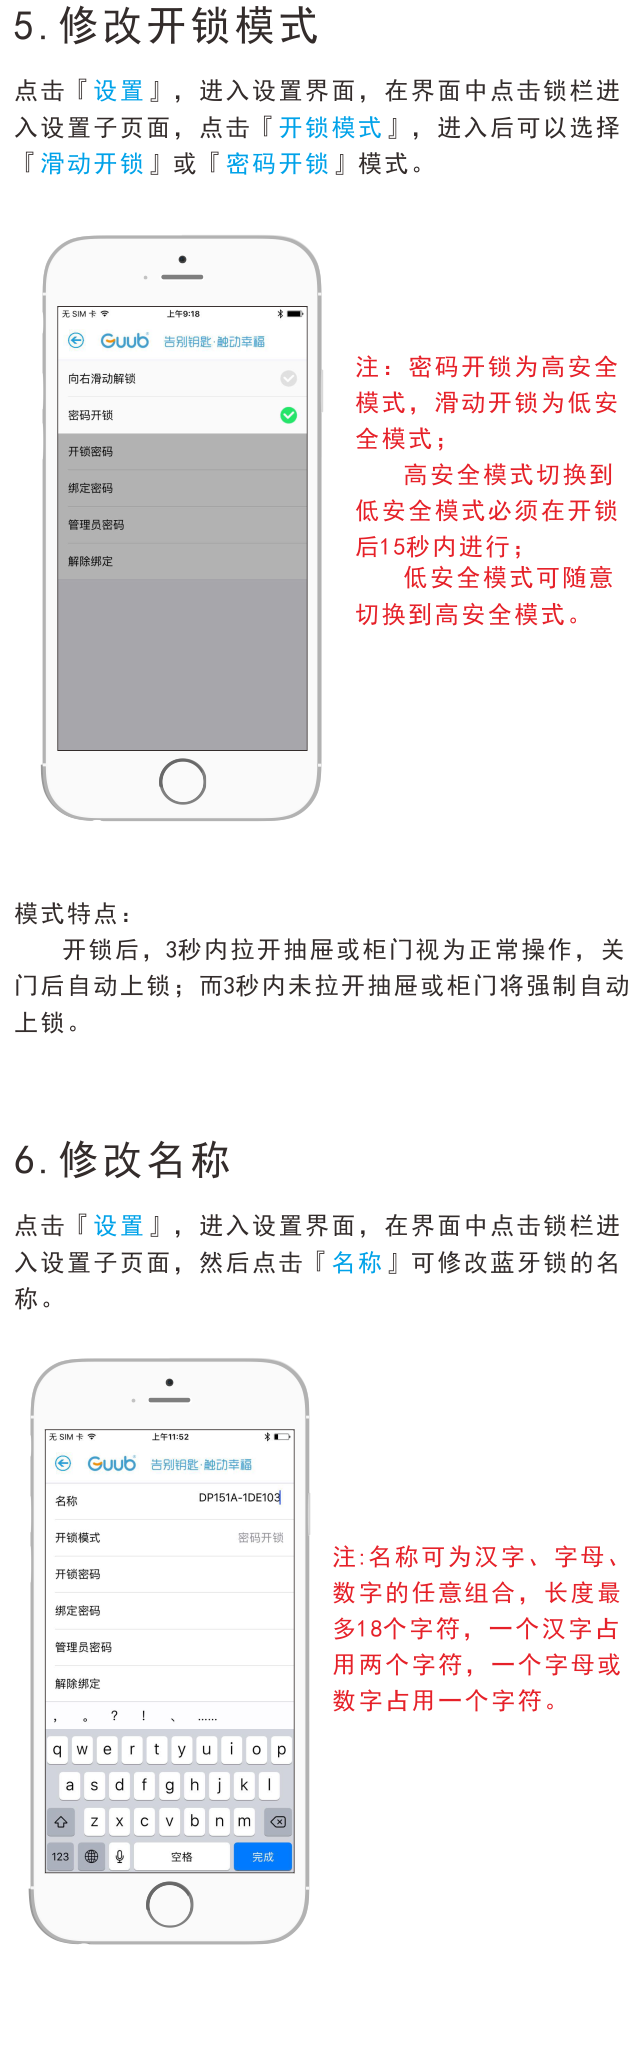 5.修改开锁模式
点击『设置』，进入设置界面，在界面中点击锁栏进
入设置子页面，点击『开锁模式』，进入后可以选择
『滑动开锁』或『密码开锁』模式。
无 SIM 卡
上午9:18
Guub 告别钥匙·触动幸福
向右滑动解锁
密码开锁
开锁密码
绑定密码
管理员密码
解除绑定
注：密码开锁为高安全
模式，滑动开锁为低安
全模式；
高安全模式切换到
低安全模式必须在开锁
后15秒内进行；
低安全模式可随意
切换到高安全模式。
模式特点：
开锁后，3秒内拉开抽屉或柜门视为正常操作，关
门后自动上锁；而3秒内未拉开抽屉或柜门将强制自动
上锁。
6.修改名称
点击『设置』，进入设置界面，在界面中点击锁栏进
入设置子页面，然后点击『名称』可修改蓝牙锁的名
称。
无 SIM 卡
上午11:52
Guub 告别钥匙·触动幸福
名称 DP151A-1DE103
开锁模式 密码开锁
开锁密码
绑定密码
管理员密码
解除绑定
， 。 ? ! 、 ......
q w e r t y u i o p
a s d f g h j k l
z x c v b n m
123 空格 完成
注:名称可为汉字、字母、
数字的任意组合，长度最
多18个字符，一个汉字占
用两个字符，一个字母或
数字占用一个字符。